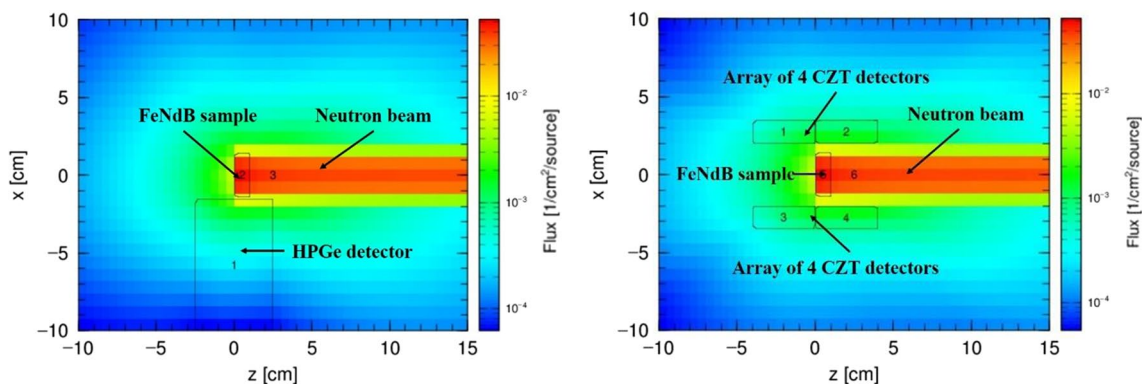 10
5
0
−5
−10
x [cm]
−10
−5
0
5
10
15
z [cm]
FeNdB sample
Neutron beam
HPGe detector
2
3
1
10⁻²
10⁻³
10⁻⁴
Flux [1/cm²/source]
10
5
0
−5
−10
x [cm]
−10
−5
0
5
10
15
z [cm]
Array of 4 CZT detectors
1
2
Neutron beam
FeNdB sample
6
3
4
Array of 4 CZT detectors
10⁻²
10⁻³
10⁻⁴
Flux [1/cm²/source]